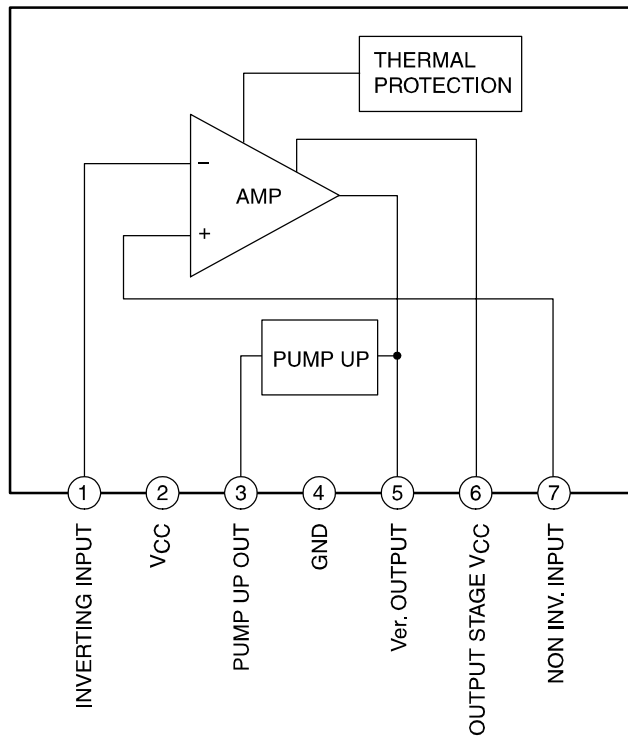 THERMAL
PROTECTION
−
AMP
+
PUMP UP
1
2
3
4
5
6
7
INVERTING INPUT
VCC
PUMP UP OUT
GND
Ver. OUTPUT
OUTPUT STAGE VCC
NON INV. INPUT